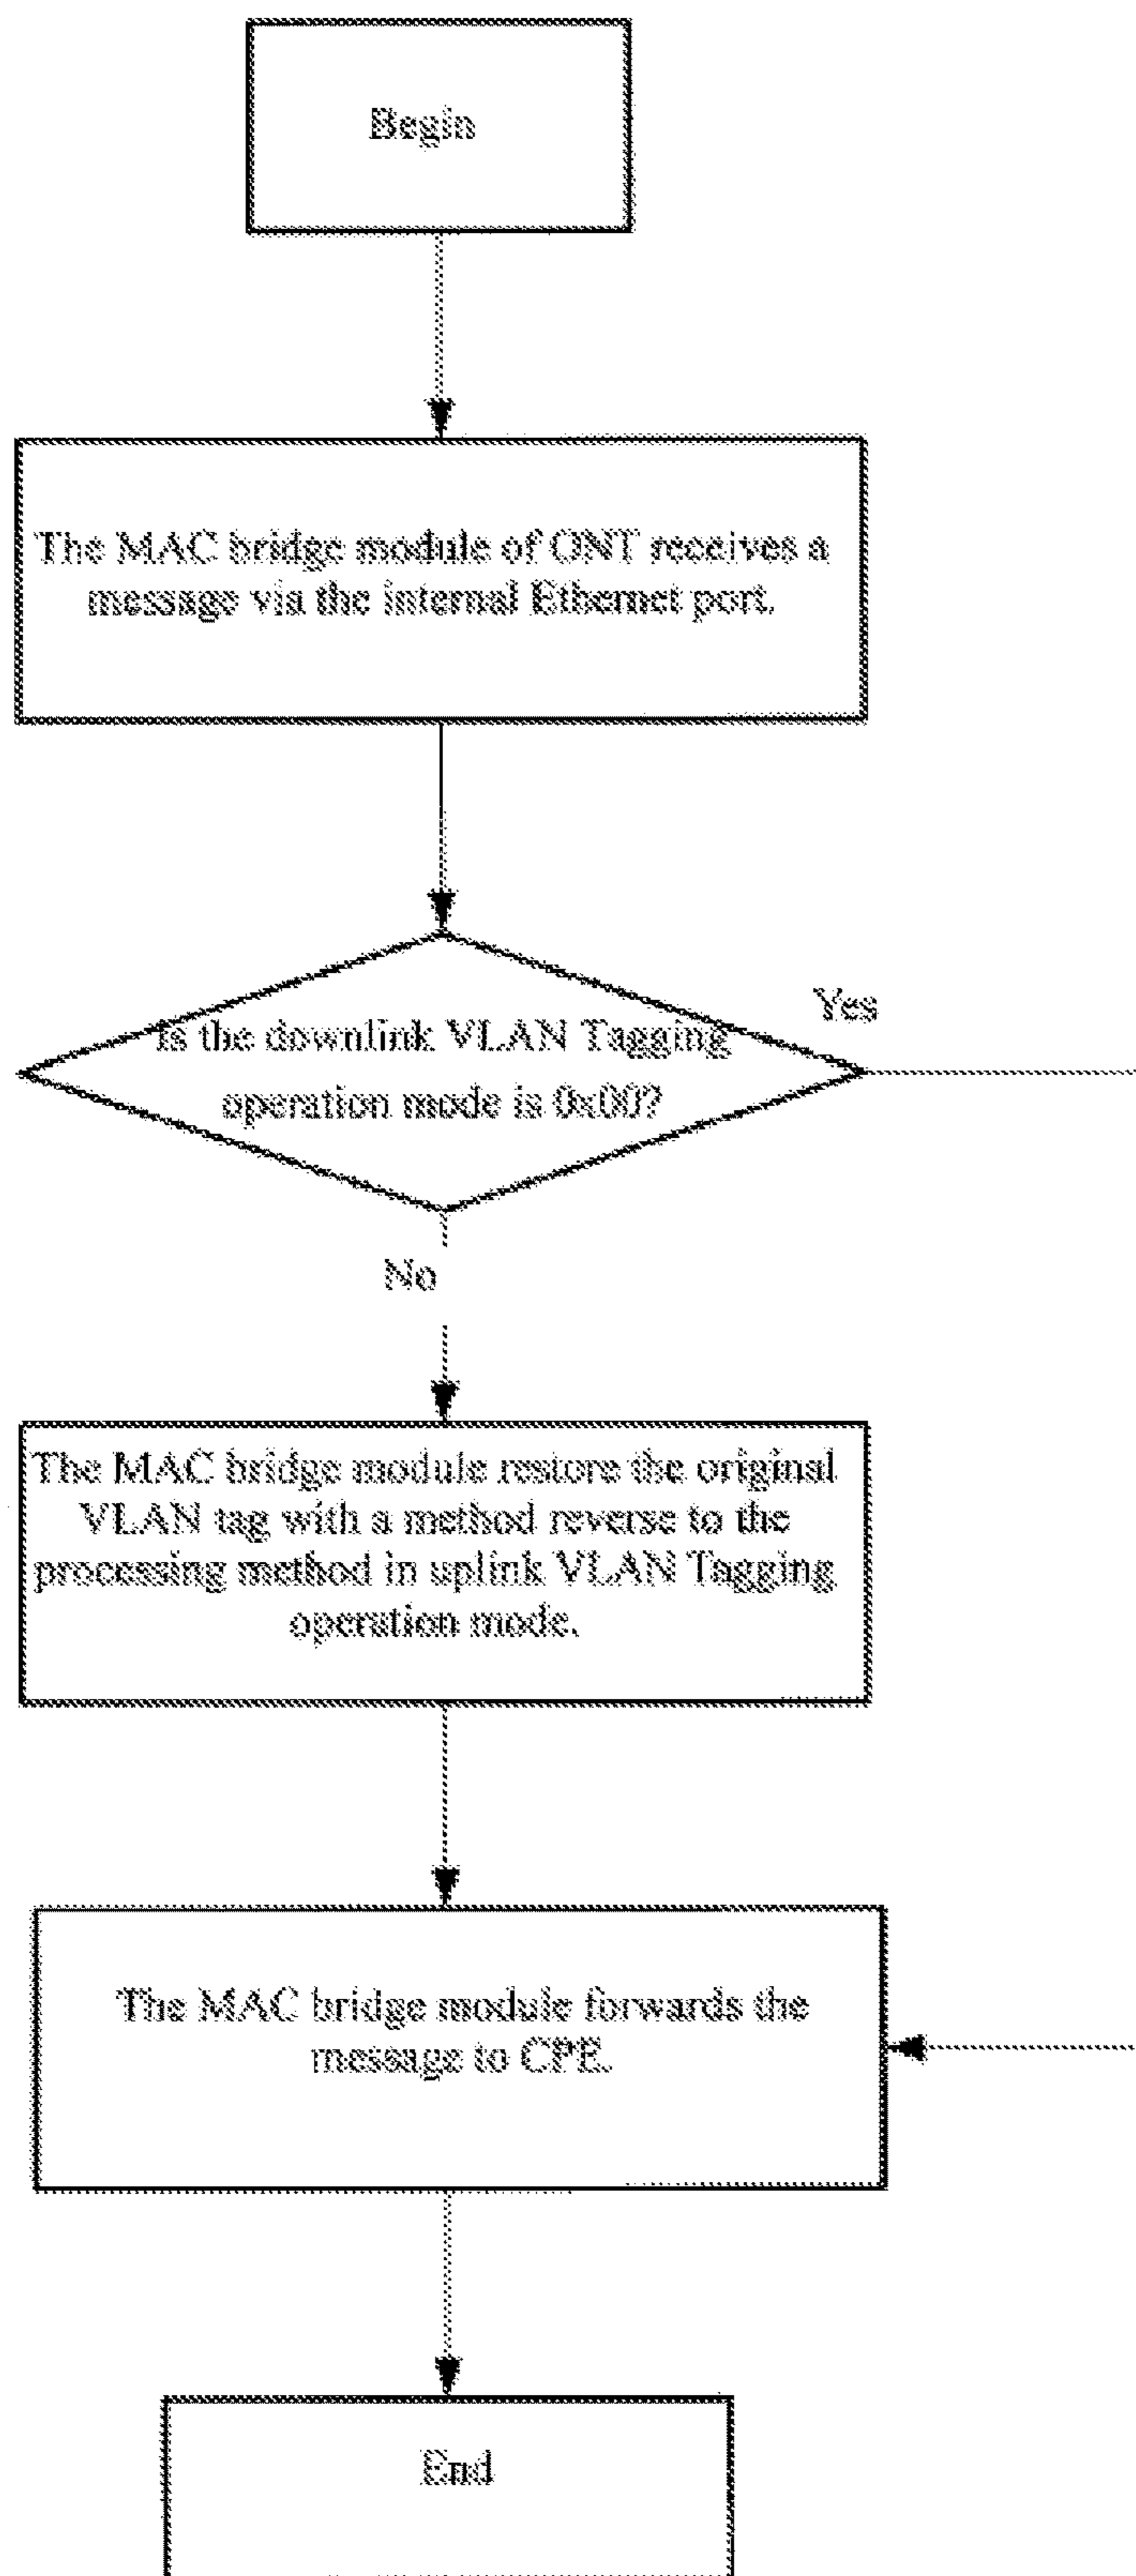 Begin
The MAC bridge module of ONT receives a
message via the internal Ethernet port.
Yes
Is the downlink VLAN Tagging
operation mode is 0x00?
No
The MAC bridge module restore the original
VLAN tag with a method reverse to the
processing method in uplink VLAN Tagging
operation mode.
The MAC bridge module forwards the
message to CPE.
End